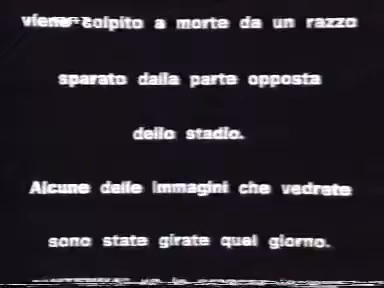 viene colpito a morte da un razzo
sparato dalla parte opposta
dello stadio.
Alcune delle immagini che vedrete
sono state girate quel giorno.